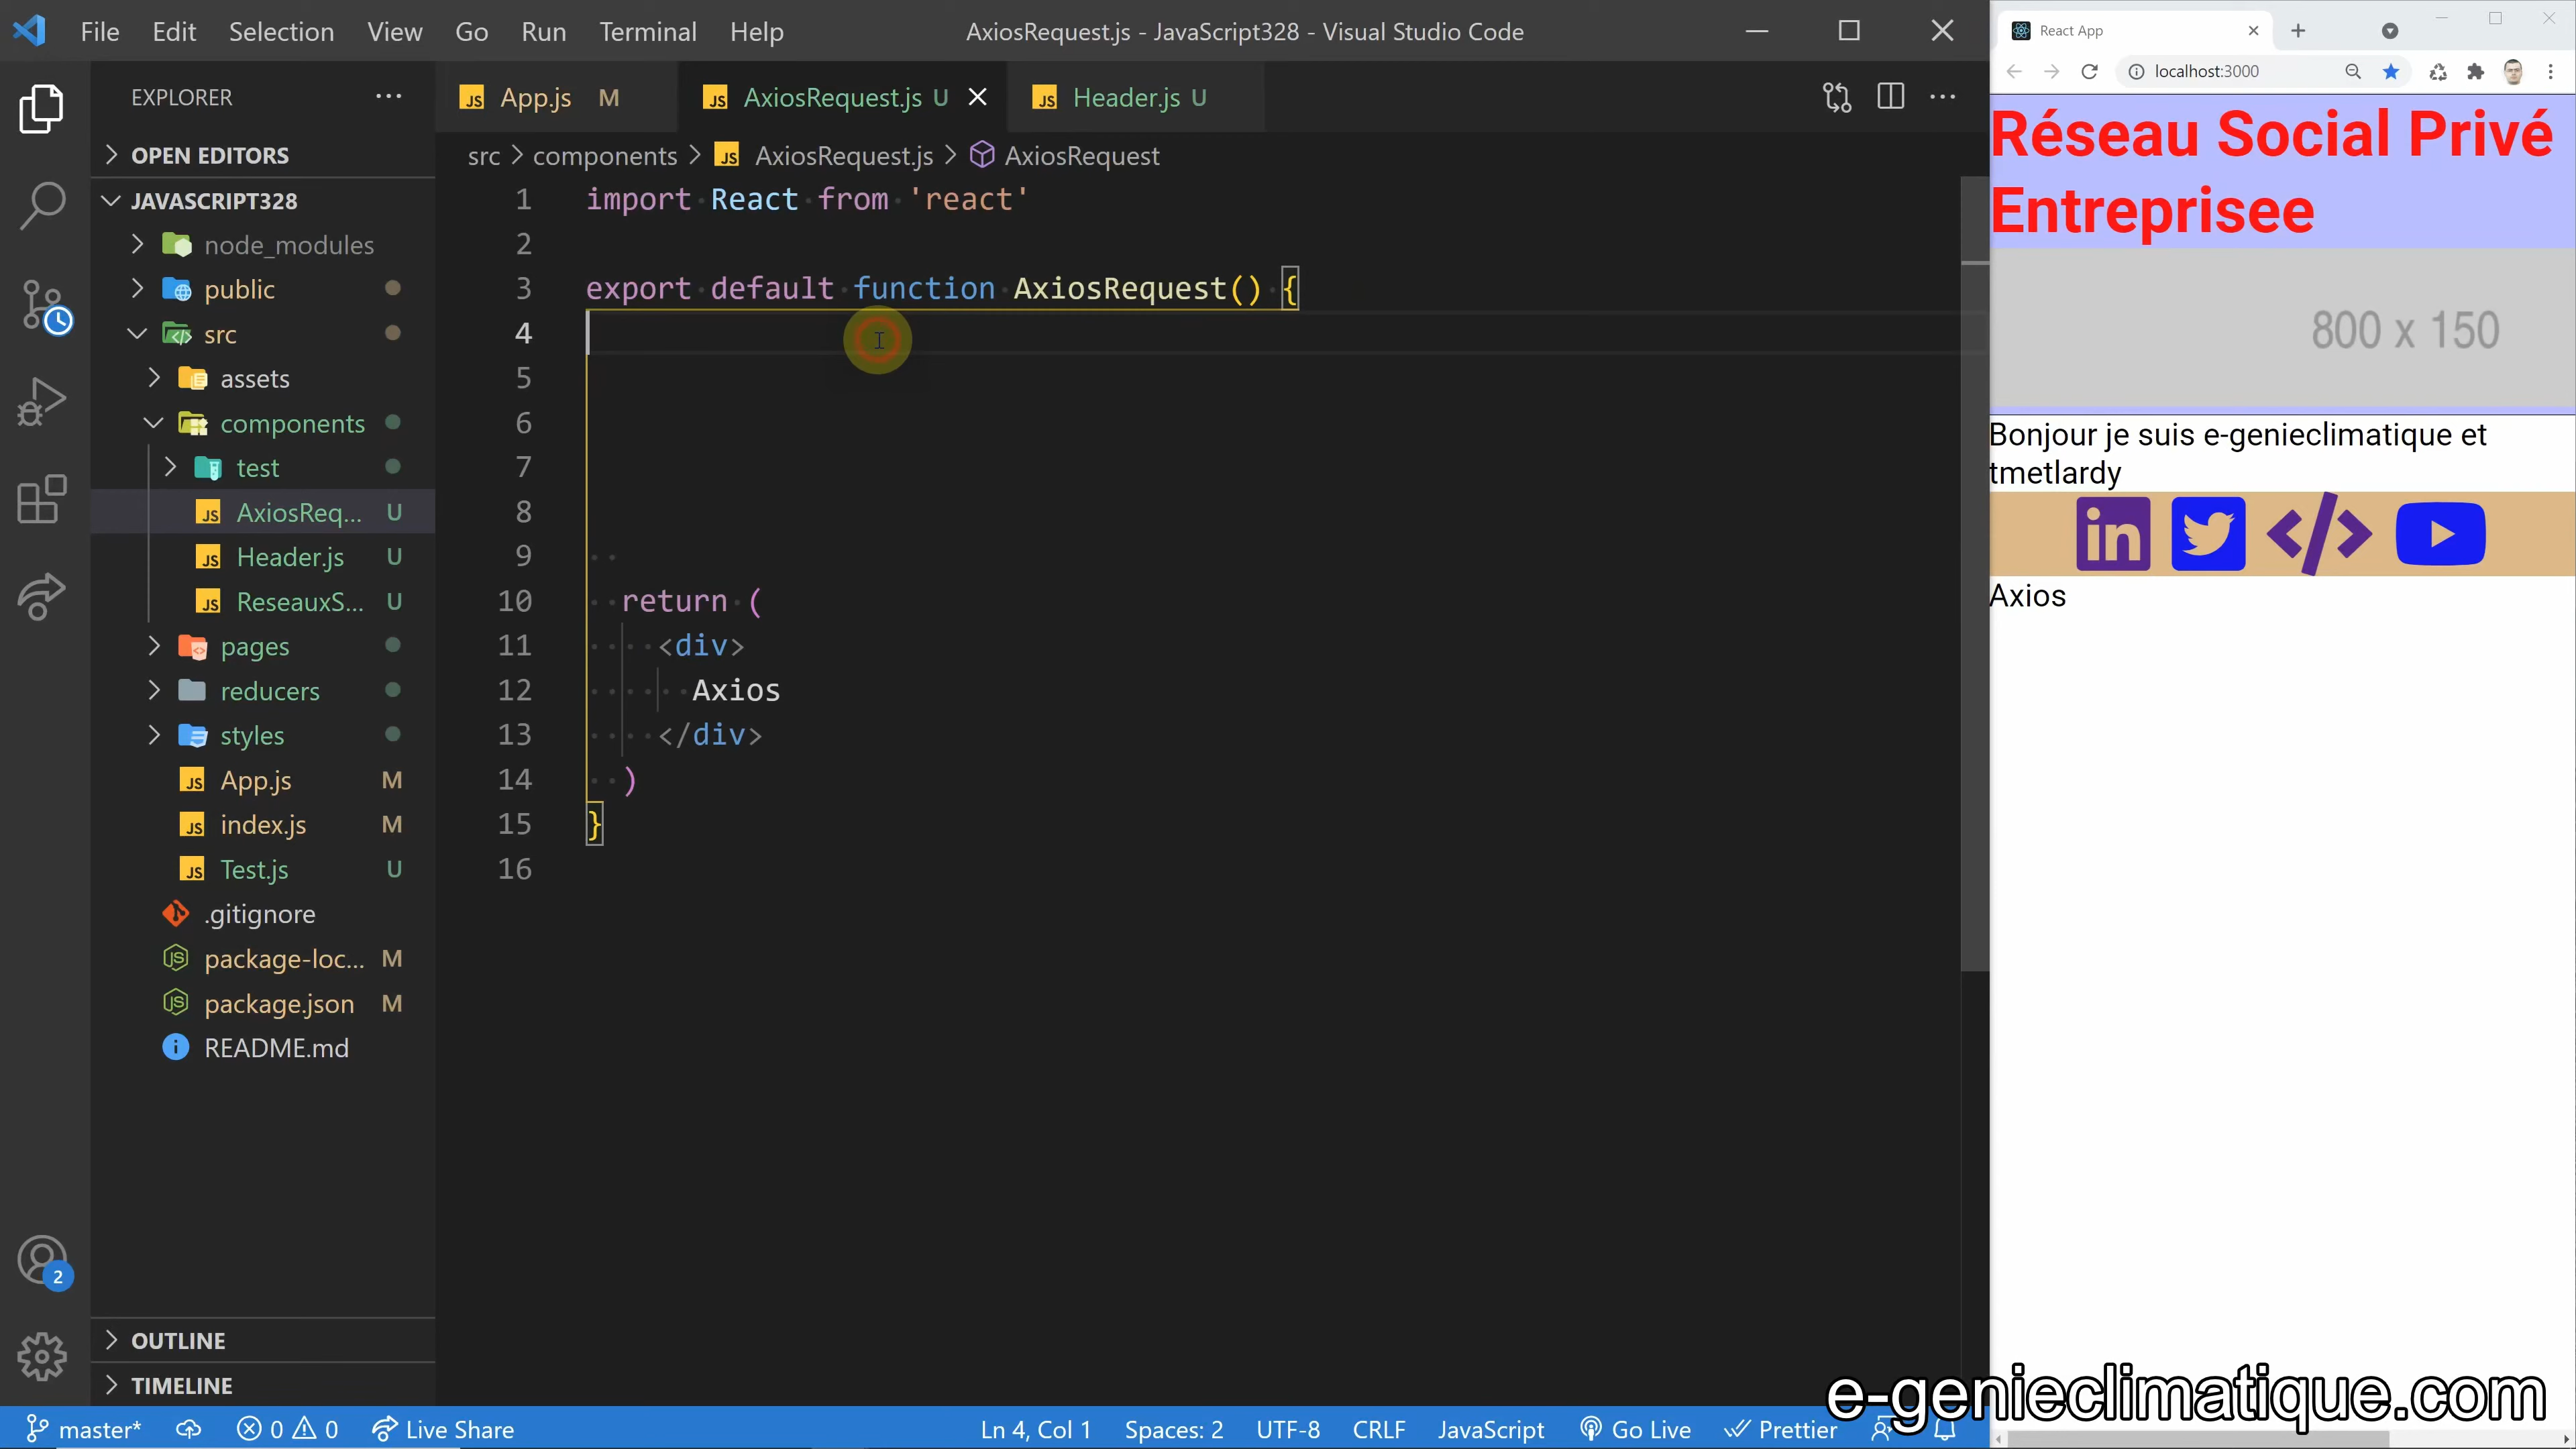 File Edit Selection View Go Run Terminal Help
AxiosRequest.js - JavaScript328 - Visual Studio Code
EXPLORER
OPEN EDITORS
JAVASCRIPT328
node_modules
public
src
assets
components
test
AxiosReq... U
Header.js U
ReseauxS... U
pages
reducers
styles
App.js M
index.js M
Test.js U
.gitignore
package-loc... M
package.json M
README.md
OUTLINE
TIMELINE
2
App.js M
AxiosRequest.js U
Header.js U
src > components > AxiosRequest.js > AxiosRequest
1 import React from 'react'
2
3 export default function AxiosRequest() {
4
5
6
7
8
9
10 return (
11 <div>
12 Axios
13 </div>
14 )
15 }
16
master* 0 0 Live Share
Ln 4, Col 1 Spaces: 2 UTF-8 CRLF JavaScript Go Live Prettier
React App
localhost:3000
Réseau Social Privé
Entreprisee
800 x 150
Bonjour je suis e-genieclimatique et
tmetlardy
in
Axios
e-genieclimatique.com